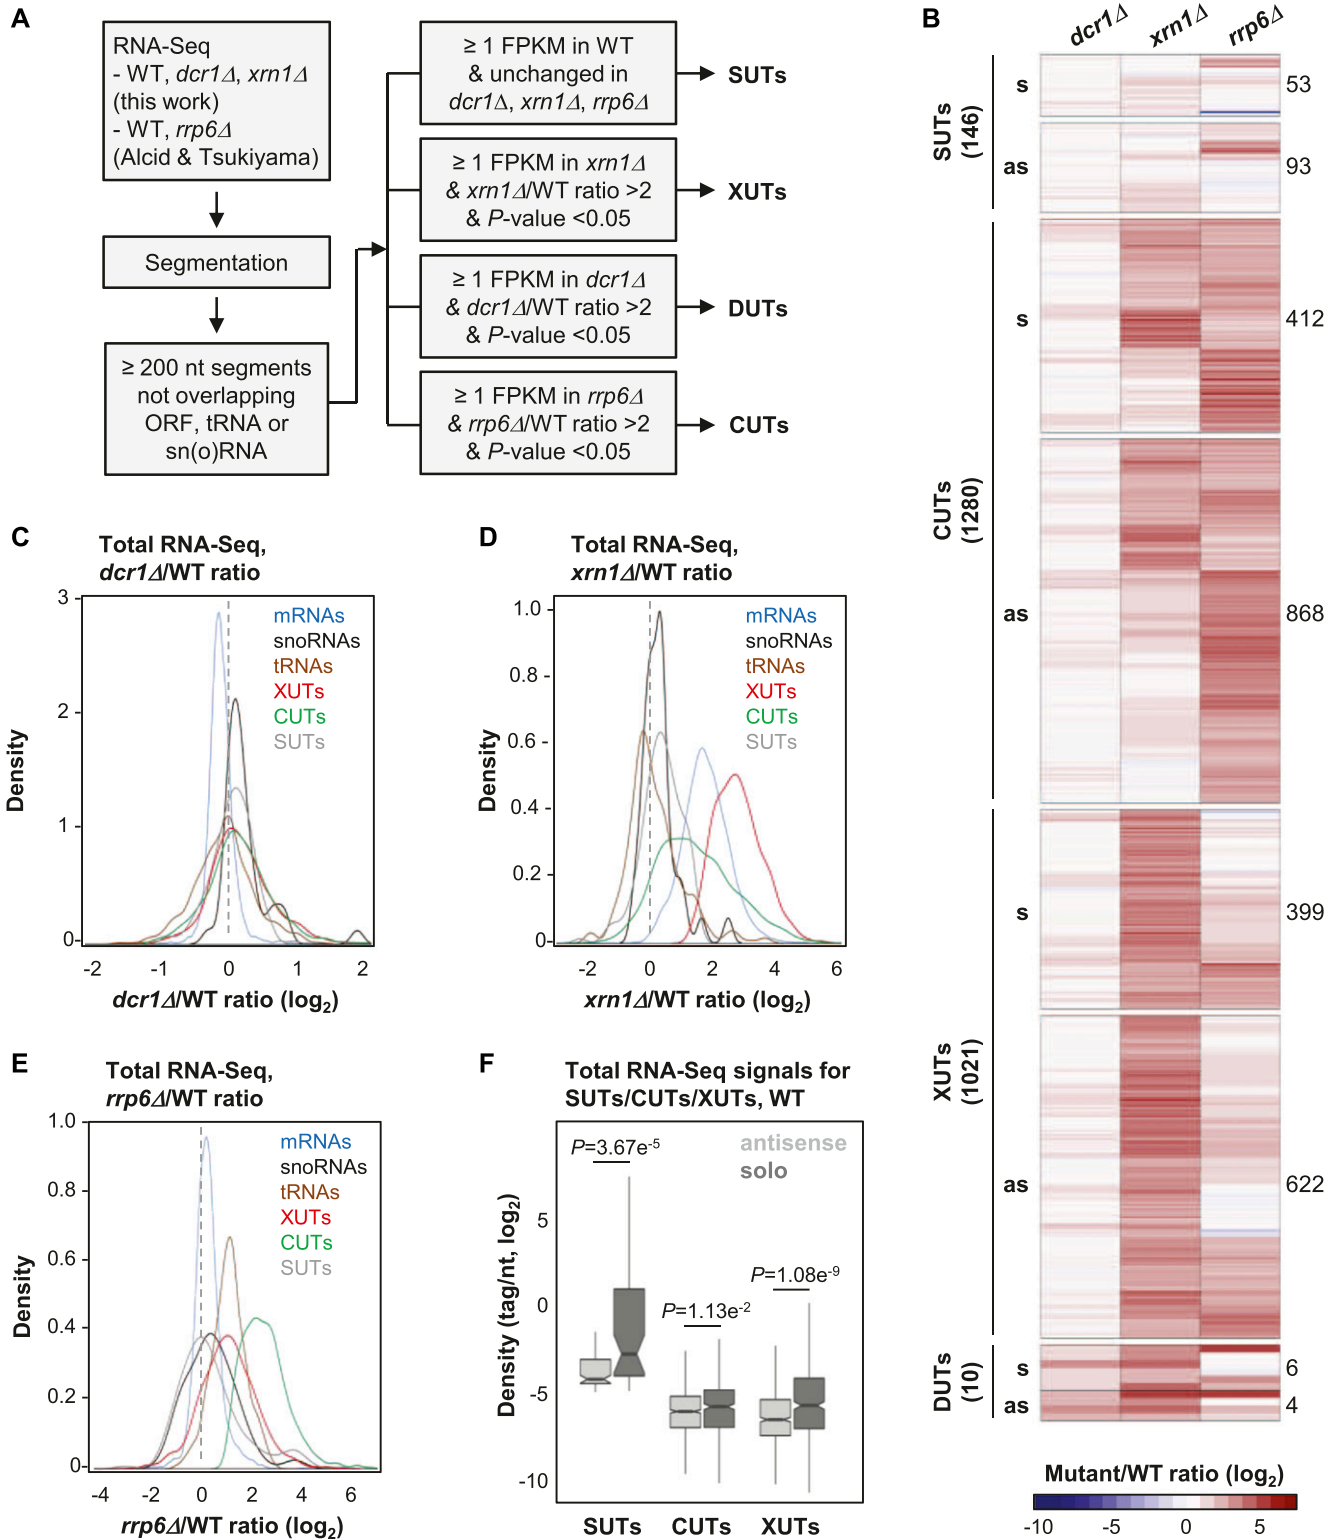 A
RNA-Seq
- WT, dcr1Δ, xrn1Δ
(this work)
- WT, rrp6Δ
(Alcid & Tsukiyama)
Segmentation
≥ 200 nt segments
not overlapping
ORF, tRNA or
sn(o)RNA
≥ 1 FPKM in WT
& unchanged in
dcr1Δ, xrn1Δ, rrp6Δ
SUTs
≥ 1 FPKM in xrn1Δ
& xrn1Δ/WT ratio >2
& P-value <0.05
XUTs
≥ 1 FPKM in dcr1Δ
& dcr1Δ/WT ratio >2
& P-value <0.05
DUTs
≥ 1 FPKM in rrp6Δ
& rrp6Δ/WT ratio >2
& P-value <0.05
CUTs
B
dcr1Δ xrn1Δ rrp6Δ
SUTs
(146)
s
53
as
93
CUTs
(1280)
s
412
as
868
XUTs
(1021)
s
399
as
622
DUTs
(10)
s
6
as
4
Mutant/WT ratio (log2)
-10 -5 0 5
C
Total RNA-Seq,
dcr1Δ/WT ratio
Density
3
2
1
0
mRNAs
snoRNAs
tRNAs
XUTs
CUTs
SUTs
-2 -1 0 1 2
dcr1Δ/WT ratio (log2)
D
Total RNA-Seq,
xrn1Δ/WT ratio
Density
1.0
0.8
0.6
0.4
0.2
0
mRNAs
snoRNAs
tRNAs
XUTs
CUTs
SUTs
-2 0 2 4 6
xrn1Δ/WT ratio (log2)
E
Total RNA-Seq,
rrp6Δ/WT ratio
Density
1.0
0.8
0.6
0.4
0.2
0
mRNAs
snoRNAs
tRNAs
XUTs
CUTs
SUTs
-4 -2 0 2 4 6
rrp6Δ/WT ratio (log2)
F
Total RNA-Seq signals for
SUTs/CUTs/XUTs, WT
Density (tag/nt, log2)
5
0
-5
-10
antisense
solo
P=3.67e-5
P=1.13e-2
P=1.08e-9
SUTs CUTs XUTs